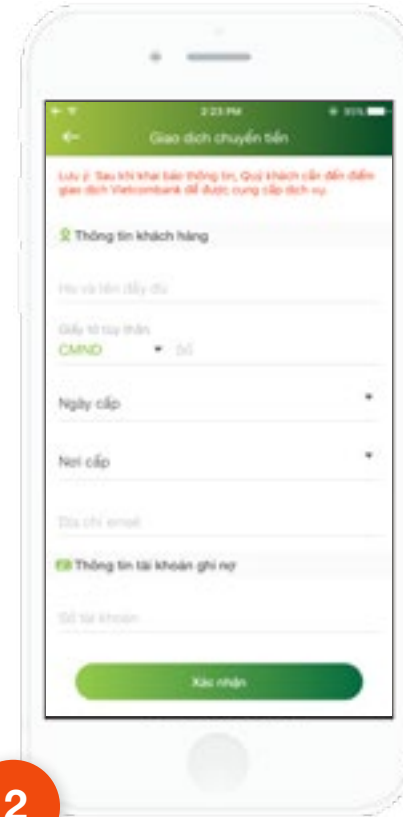 2:23 PM
Giao dịch chuyển tiền
Lưu ý: Sau khi khai báo thông tin, Quý khách cần đến điểm
giao dịch Vietcombank để được cung cấp dịch vụ.
Thông tin khách hàng
Họ và tên đầy đủ
Giấy tờ tùy thân
CMND Số
Ngày cấp
Nơi cấp
Địa chỉ email
Thông tin tài khoản ghi nợ
Số tài khoản
Xác nhận
2